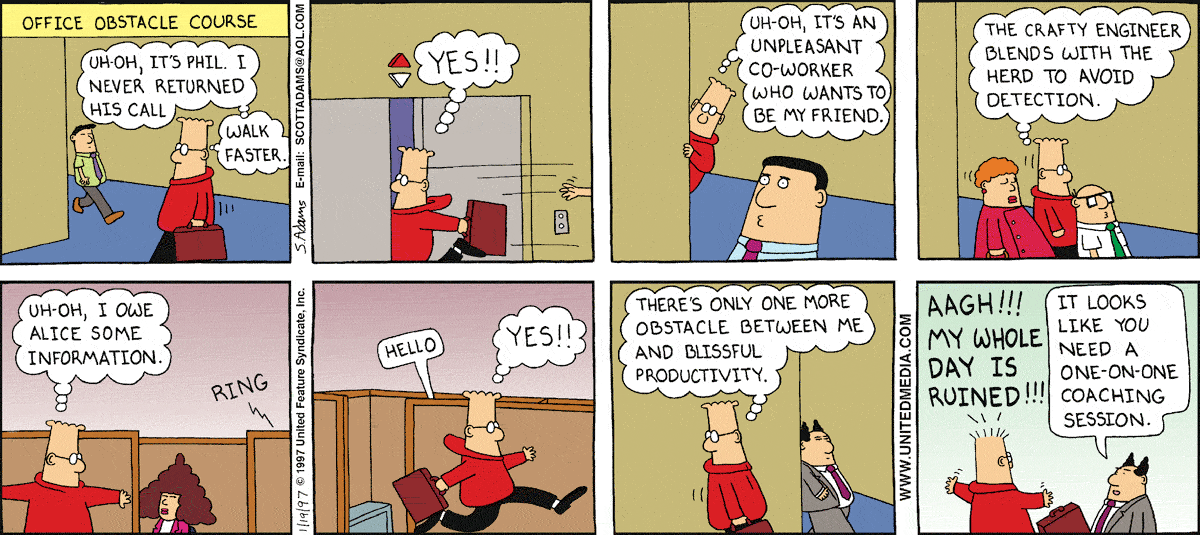 OFFICE OBSTACLE COURSE
UH-OH, IT'S PHIL. I
NEVER RETURNED
HIS CALL
WALK
FASTER.
S. Adams E-mail: SCOTTADAMS@AOL.COM
YES!!
UH-OH, IT'S AN
UNPLEASANT
CO-WORKER
WHO WANTS TO
BE MY FRIEND.
THE CRAFTY ENGINEER
BLENDS WITH THE
HERD TO AVOID
DETECTION.
UH-OH, I OWE
ALICE SOME
INFORMATION.
RING
1/19/97 © 1997 United Feature Syndicate, Inc.
HELLO
YES!!
THERE'S ONLY ONE MORE
OBSTACLE BETWEEN ME
AND BLISSFUL
PRODUCTIVITY.
WWW.UNITEDMEDIA.COM
AAGH!!!
MY WHOLE
DAY IS
RUINED!!!
IT LOOKS
LIKE YOU
NEED A
ONE-ON-ONE
COACHING
SESSION.